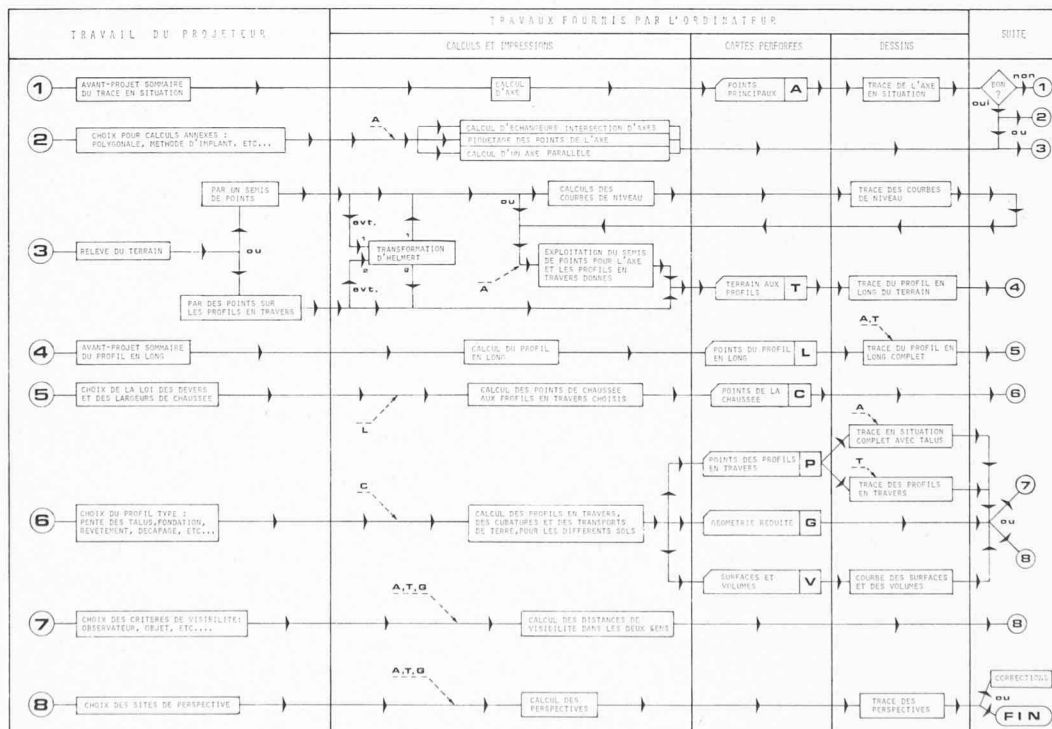 TRAVAIL DU PROJETEUR
TRAVAUX FOURNIS PAR L'ORDINATEUR
SUITE
CALCULS ET IMPRESSIONS
CARTES PERFOREES
DESSINS
1
AVANT-PROJET SOMMAIRE
DU TRACE EN SITUATION
CALCUL
D'AXE
POINTS
PRINCIPAUX
A
TRACE DE L'AXE
EN SITUATION
BON
?
non
1
oui
2
ou
3
2
CHOIX POUR CALCULS ANNEXES :
POLYGONALE, METHODE D'IMPLANT. ETC...
A
CALCUL D'ECHANGEURS INTERSECTION D'AXES
PIQUETAGE DES POINTS DE L'AXE
CALCUL D'UN AXE PARALLELE
3
RELEVE DU TERRAIN
PAR UN SEMIS
DE POINTS
ou
PAR DES POINTS SUR
LES PROFILS EN TRAVERS
evt.
1
1
TRANSFORMATION
D'HELMERT
2
2
evt.
ou
CALCULS DES
COURBES DE NIVEAU
TRACE DES COURBES
DE NIVEAU
A
EXPLOITATION DU SEMIS
DE POINTS POUR L'AXE
ET LES PROFILS EN
TRAVERS DONNES
TERRAIN AUX
PROFILS
T
TRACE DU PROFIL EN
LONG DU TERRAIN
4
4
AVANT-PROJET SOMMAIRE
DU PROFIL EN LONG
CALCUL DU PROFIL
EN LONG
POINTS DU PROFIL
EN LONG
L
A,T
TRACE DU PROFIL EN
LONG COMPLET
5
5
CHOIX DE LA LOI DES DEVERS
ET DES LARGEURS DE CHAUSSEE
L
CALCUL DES POINTS DE CHAUSSEE
AUX PROFILS EN TRAVERS CHOISIS
POINTS DE LA
CHAUSSEE
C
6
6
CHOIX DU PROFIL TYPE :
PENTE DES TALUS,FONDATION,
REVETEMENT, DECAPAGE, ETC...
C
CALCUL DES PROFILS EN TRAVERS,
DES CUBATURES ET DES TRANSPORTS
DE TERRE,POUR LES DIFFERENTS SOLS
POINTS DES PROFILS
EN TRAVERS
P
A
TRACE EN SITUATION
COMPLET AVEC TALUS
T
TRACE DES PROFILS
EN TRAVERS
GEOMETRIE REDUITE
G
SURFACES ET
VOLUMES
V
COURBE DES SURFACES
ET DES VOLUMES
7
ou
8
7
CHOIX DES CRITERES DE VISIBILITE:
OBSERVATEUR, OBJET, ETC....
A,T,G
CALCUL DES DISTANCES DE
VISIBILITE DANS LES DEUX SENS
8
8
CHOIX DES SITES DE PERSPECTIVE
A,T,G
CALCUL DES
PERSPECTIVES
TRACE DES
PERSPECTIVES
CORRECTIONS
ou
FIN